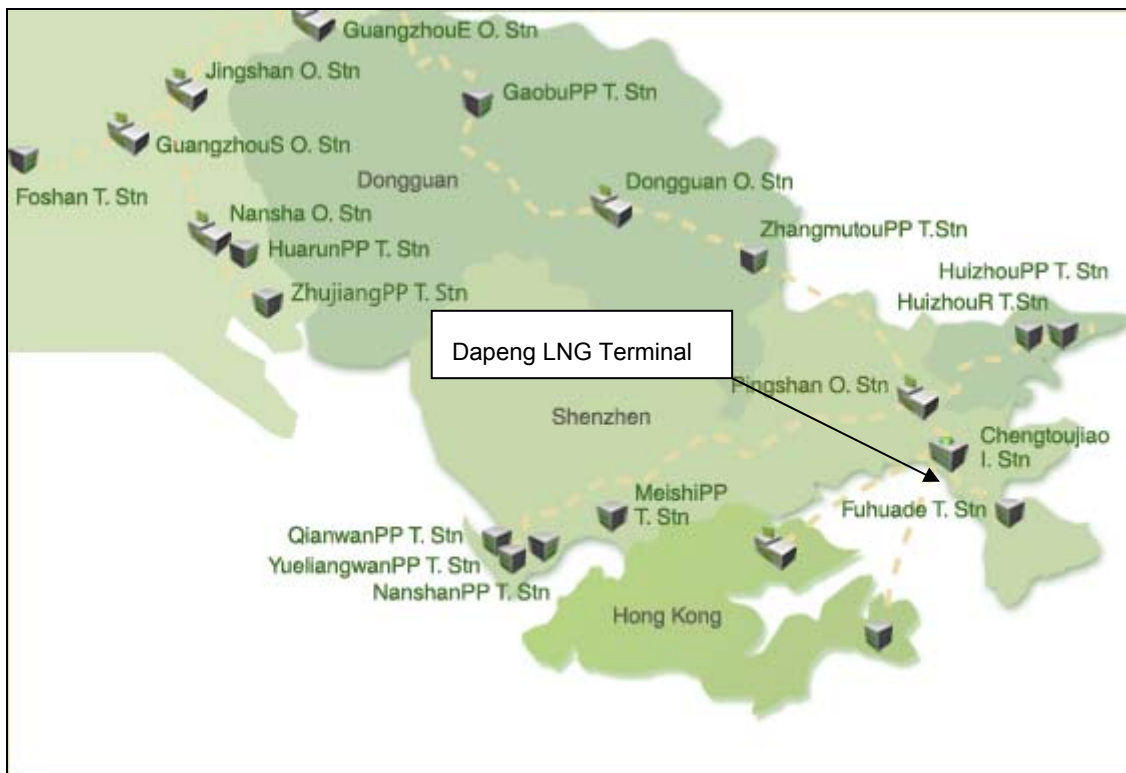 GuangzhouE O. Stn
Jingshan O. Stn
GaobuPP T. Stn
GuangzhouS O. Stn
Foshan T. Stn
Dongguan
Dongguan O. Stn
Nansha O. Stn
HuarunPP T. Stn
ZhangmutouPP T.Stn
HuizhouPP T. Stn
HuizhouR T.Stn
ZhujiangPP T. Stn
Dapeng LNG Terminal
Pingshan O. Stn
Shenzhen
Chengtoujiao
I. Stn
MeishiPP
T. Stn
Fuhuade T. Stn
QianwanPP T. Stn
YueliangwanPP T. Stn
NanshanPP T. Stn
Hong Kong